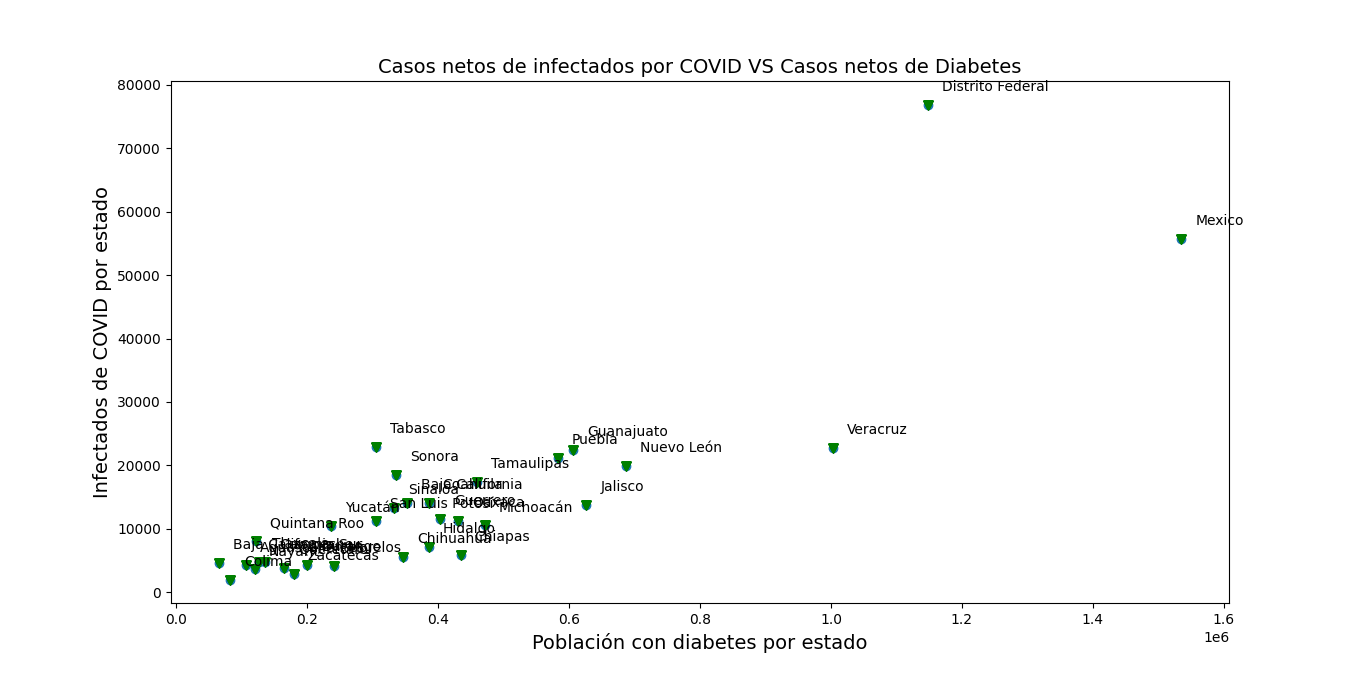 Casos netos de infectados por COVID VS Casos netos de Diabetes
80000
Distrito Federal
70000
60000
Mexico
50000
40000
30000
Tabasco
Guanajuato
Veracruz
Puebla
Nuevo León
20000
Sonora
Tamaulipas
Sinaloa
Jalisco
Yucatán
San Luis Potosí
Guerrero
Michoacán
10000
Quintana Roo
Hidalgo
Chihuahua
Chiapas
Colima
Zacatecas
0
0.0
0.2
0.4
0.6
0.8
1.0
1.2
1.4
1.6
1e6
Población con diabetes por estado
Infectados de COVID por estado